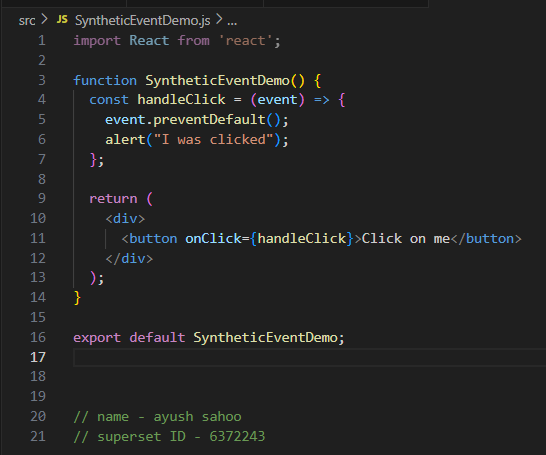 src > JS SyntheticEventDemo.js > ...
1 import React from 'react';
2
3 function SyntheticEventDemo() {
4 const handleClick = (event) => {
5 event.preventDefault();
6 alert("I was clicked");
7 };
8
9 return (
10 <div>
11 <button onClick={handleClick}>Click on me</button>
12 </div>
13 );
14 }
15
16 export default SyntheticEventDemo;
17
18
19
20 // name - ayush sahoo
21 // superset ID - 6372243